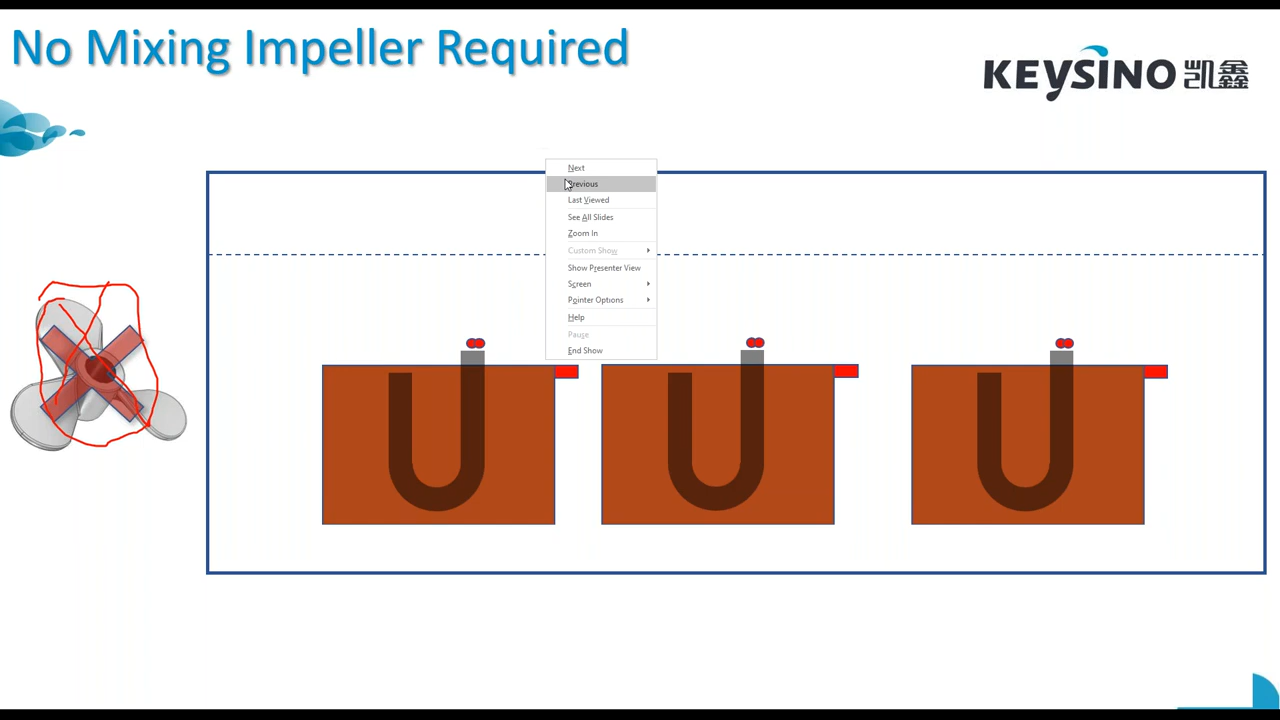 No Mixing Impeller Required
KEYSINO 凯鑫
Next
Previous
Last Viewed
See All Slides
Zoom In
Custom Show
Show Presenter View
Screen
Pointer Options
Help
Pause
End Show